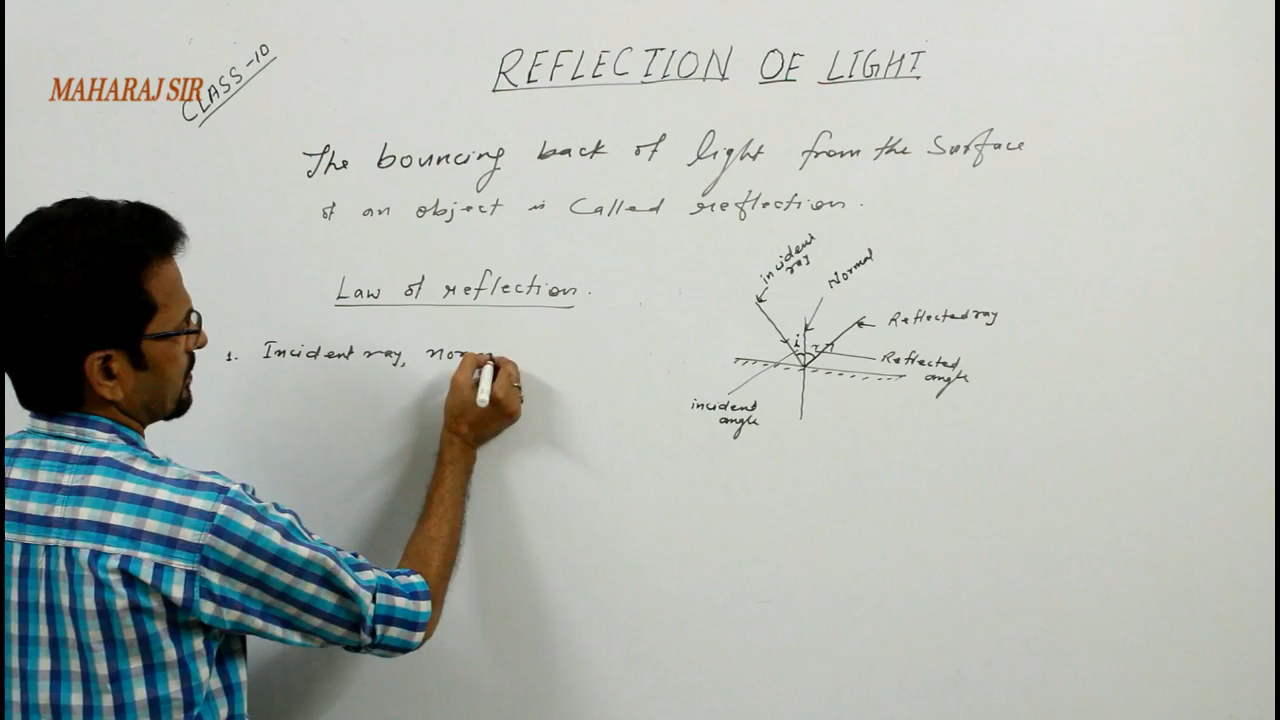 MAHARAJ SIR
CLASS-10
REFLECTION OF LIGHT
The bouncing back of light from the surface
of an object is called reflection.
Law of reflection.
1. Incident ray, nor
incident
ray
Normal
Reflected ray
i
r
Reflected
angle
incident
angle